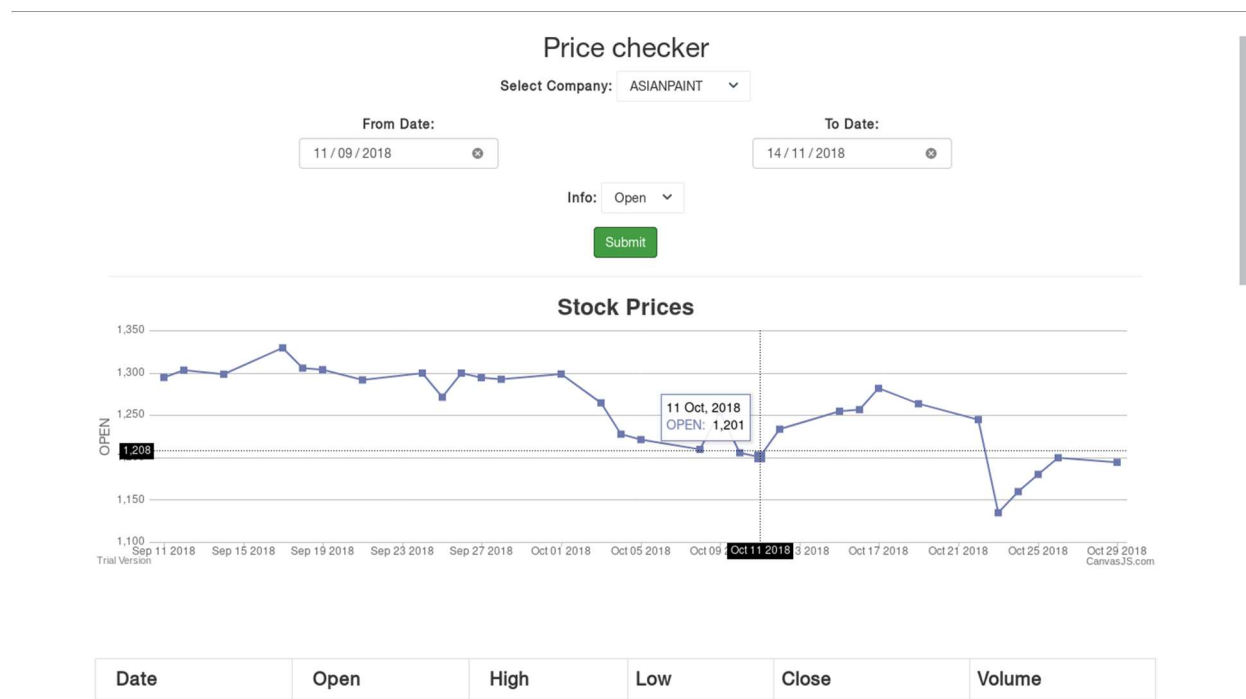 Price checker
Select Company: ASIANPAINT
From Date: To Date:
11 / 09 / 2018 14 / 11 / 2018
Info: Open
Submit
Stock Prices
1,350
1,300
1,250
1,208
1,150
1,100
OPEN
11 Oct, 2018
OPEN: 1,201
Sep 11 2018 Sep 15 2018 Sep 19 2018 Sep 23 2018 Sep 27 2018 Oct 01 2018 Oct 05 2018 Oct 09 Oct 11 2018 3 2018 Oct 17 2018 Oct 21 2018 Oct 25 2018 Oct 29 2018
Trial Version CanvasJS.com
Date Open High Low Close Volume